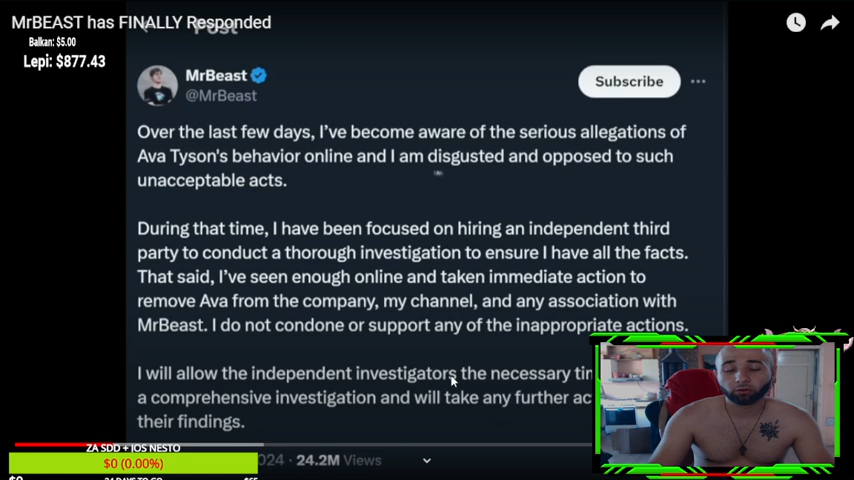 MrBEAST has FINALLY Responded
Post
Balkan: $5.00
Lepi: $877.43
MrBeast
@MrBeast
Subscribe
Over the last few days, I've become aware of the serious allegations of
Ava Tyson's behavior online and I am disgusted and opposed to such
unacceptable acts.
During that time, I have been focused on hiring an independent third
party to conduct a thorough investigation to ensure I have all the facts.
That said, I've seen enough online and taken immediate action to
remove Ava from the company, my channel, and any association with
MrBeast. I do not condone or support any of the inappropriate actions.
I will allow the independent investigators the necessary
a comprehensive investigation and will take any further
their findings.
ZA SDD + JOS NESTO
$0 (0.00%)
024 · 24.2M Views
$0
24 DAYS TO GO